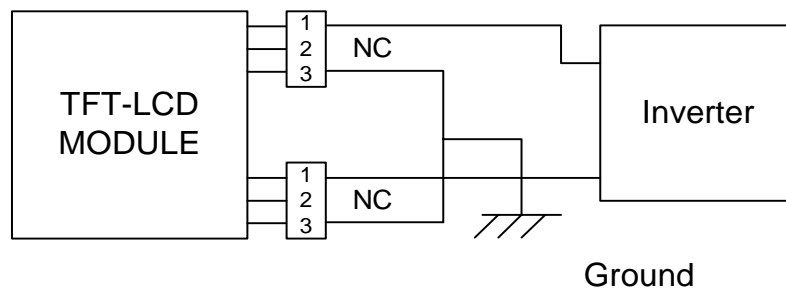 TFT-LCD
MODULE
1
2
3
NC
1
2
3
NC
Inverter
Ground